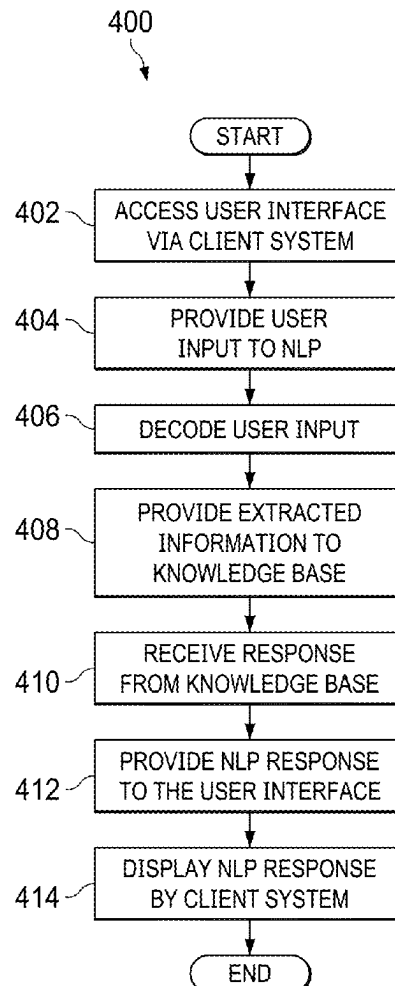 400
START
402
ACCESS USER INTERFACE
VIA CLIENT SYSTEM
404
PROVIDE USER
INPUT TO NLP
406
DECODE USER INPUT
408
PROVIDE EXTRACTED
INFORMATION TO
KNOWLEDGE BASE
410
RECEIVE RESPONSE
FROM KNOWLEDGE BASE
412
PROVIDE NLP RESPONSE
TO THE USER INTERFACE
414
DISPLAY NLP RESPONSE
BY CLIENT SYSTEM
END